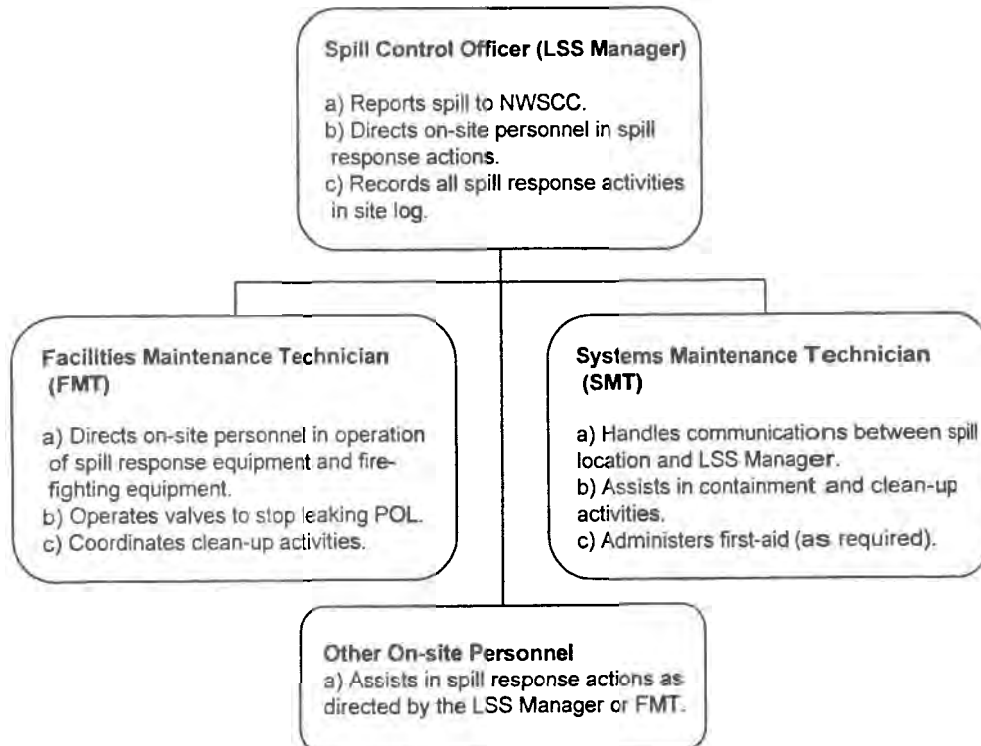 Spill Control Officer (LSS Manager)
a) Reports spill to NWSCC.
b) Directs on-site personnel in spill
response actions.
c) Records all spill response activities
in site log.
Facilities Maintenance Technician
(FMT)
a) Directs on-site personnel in operation
of spill response equipment and fire-
fighting equipment.
b) Operates valves to stop leaking POL.
c) Coordinates clean-up activities.
Systems Maintenance Technician
(SMT)
a) Handles communications between spill
location and LSS Manager.
b) Assists in containment and clean-up
activities.
c) Administers first-aid (as required).
Other On-site Personnel
a) Assists in spill response actions as
directed by the LSS Manager or FMT.